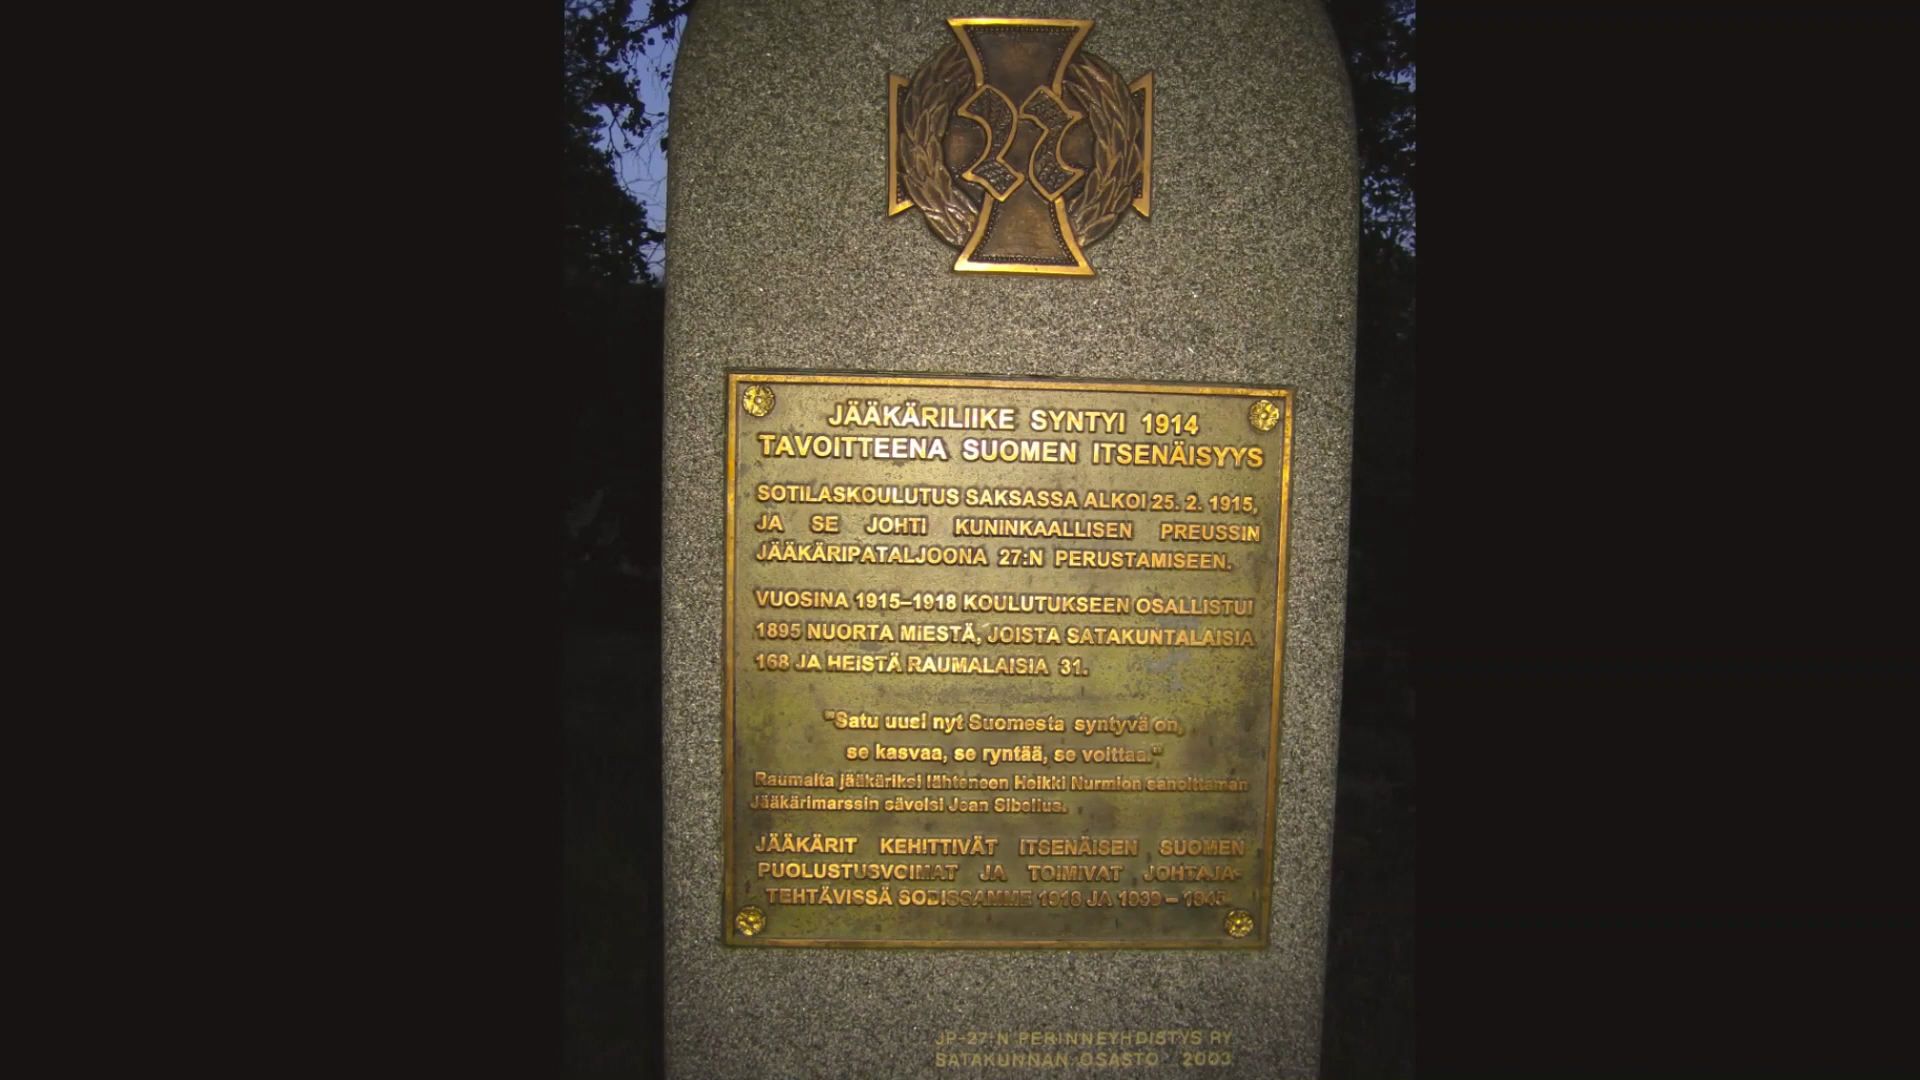 27
JÄÄKÄRILIIKE SYNTYI 1914
TAVOITTEENA SUOMEN ITSENÄISYYS
SOTILASKOULUTUS SAKSASSA ALKOI 25. 2. 1915,
JA SE JOHTI KUNINKAALLISEN PREUSSIN
JÄÄKÄRIPATALJOONA 27:N PERUSTAMISEEN.
VUOSINA 1915–1918 KOULUTUKSEEN OSALLISTUI
1895 NUORTA MIESTÄ, JOISTA SATAKUNTALAISIA
168 JA HEISTÄ RAUMALAISIA 31.
"Satu uusi nyt Suomesta syntyvä on,
se kasvaa, se ryntää, se voittaa."
Raumalta jääkäriksi lähteneen Heikki Nurmion sanoittaman
Jääkärimarssin sävelsi Jean Sibelius.
JÄÄKÄRIT KEHITTIVÄT ITSENÄISEN SUOMEN
PUOLUSTUSVOIMAT JA TOIMIVAT JOHTAJA-
TEHTÄVISSÄ SODISSAMME 1918 JA 1939 – 1945.
JP-27:N PERINNEYHDISTYS RY
SATAKUNNAN OSASTO 2003